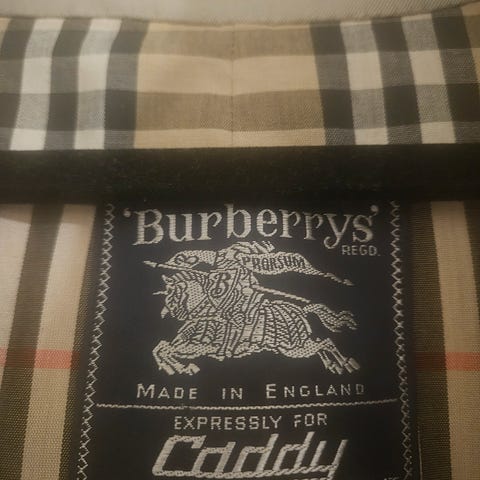 'Burberrys'
REGD.
PRORSUM
B
MADE IN ENGLAND
EXPRESSLY FOR
Caddy